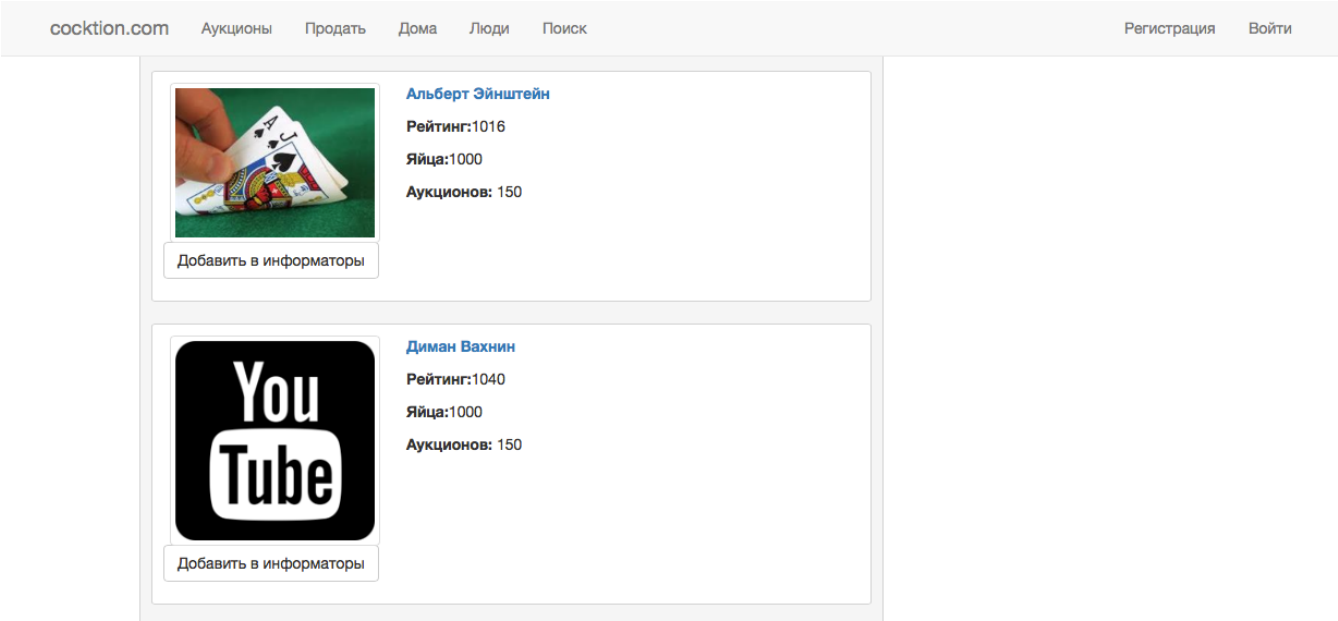 cocktion.com Аукционы Продать Дома Люди Поиск Регистрация Войти
A J
Альберт Эйнштейн
Рейтинг:1016
Яйца:1000
Аукционов: 150
Добавить в информаторы
You
Tube
Диман Вахнин
Рейтинг:1040
Яйца:1000
Аукционов: 150
Добавить в информаторы